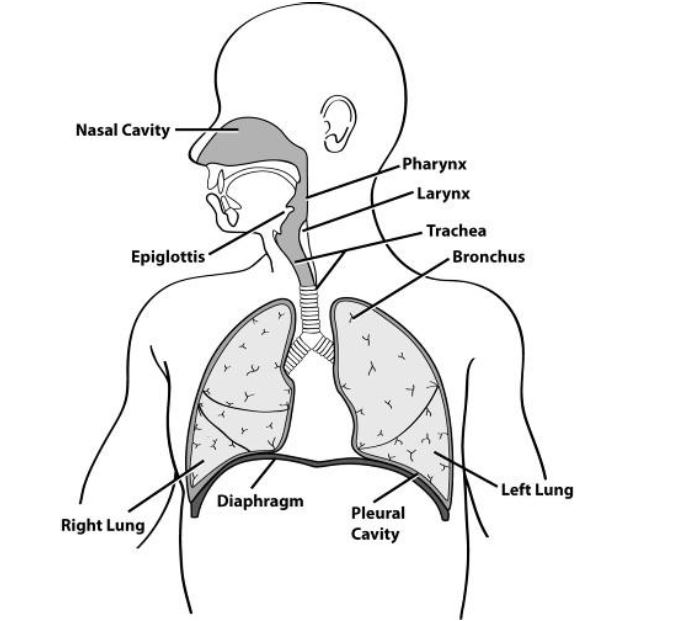 Nasal Cavity
Pharynx
Larynx
Trachea
Epiglottis
Bronchus
Left Lung
Diaphragm
Pleural
Cavity
Right Lung